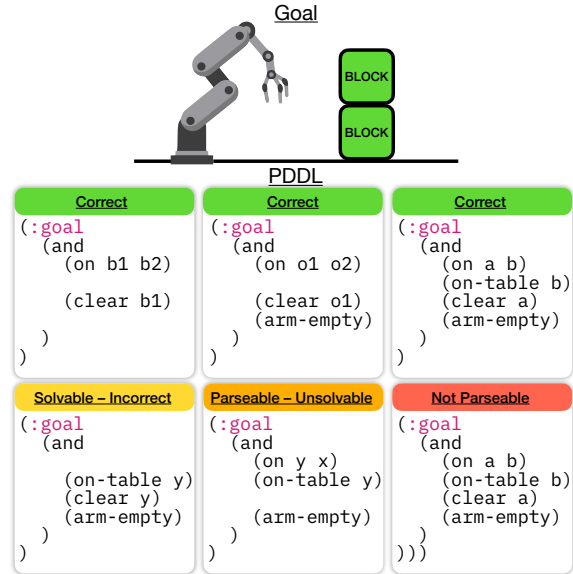 Goal
BLOCK
BLOCK
PDDL
Correct
(:goal
(and
(on b1 b2)
(clear b1)
)
)
Correct
(:goal
(and
(on o1 o2)
(clear o1)
(arm-empty)
)
)
Correct
(:goal
(and
(on a b)
(on-table b)
(clear a)
(arm-empty)
)
)
Solvable – Incorrect
(:goal
(and
(on-table y)
(clear y)
(arm-empty)
)
)
Parseable – Unsolvable
(:goal
(and
(on y x)
(on-table y)
(arm-empty)
)
)
Not Parseable
(:goal
(and
(on a b)
(on-table b)
(clear a)
(arm-empty)
)
)))